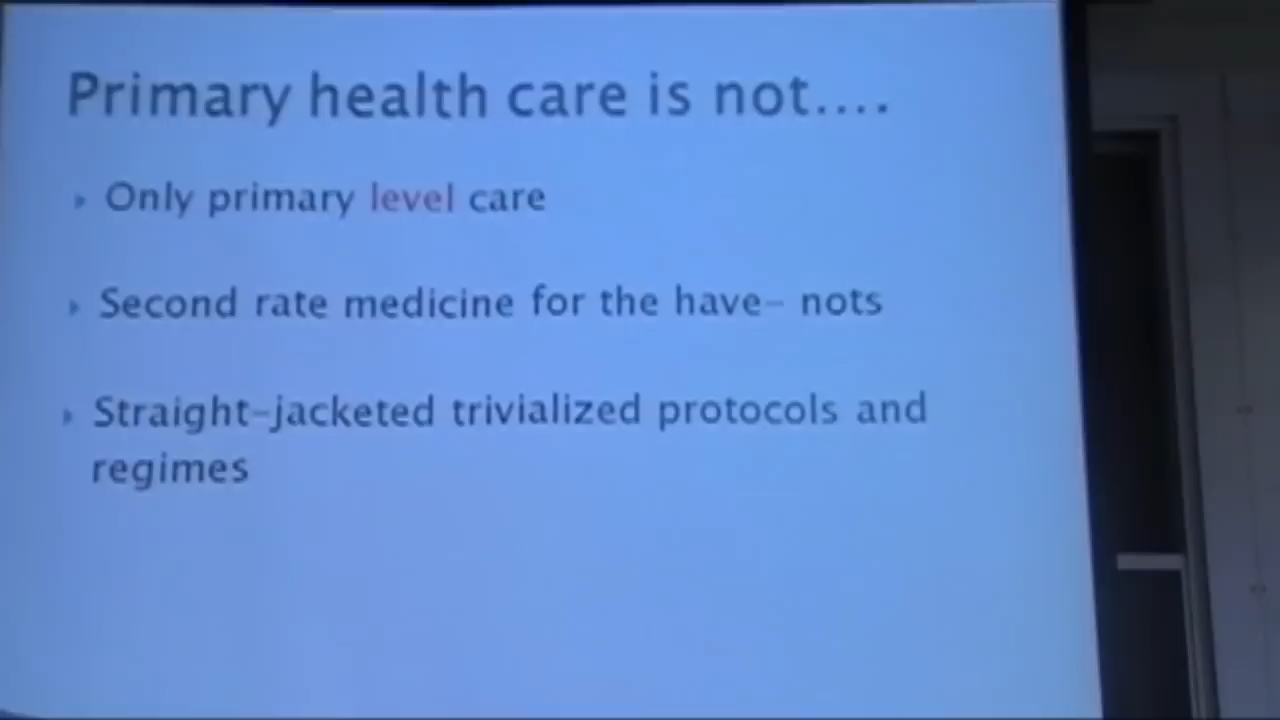 Primary health care is not....
Only primary level care
Second rate medicine for the have- nots
Straight-jacketed trivialized protocols and
regimes